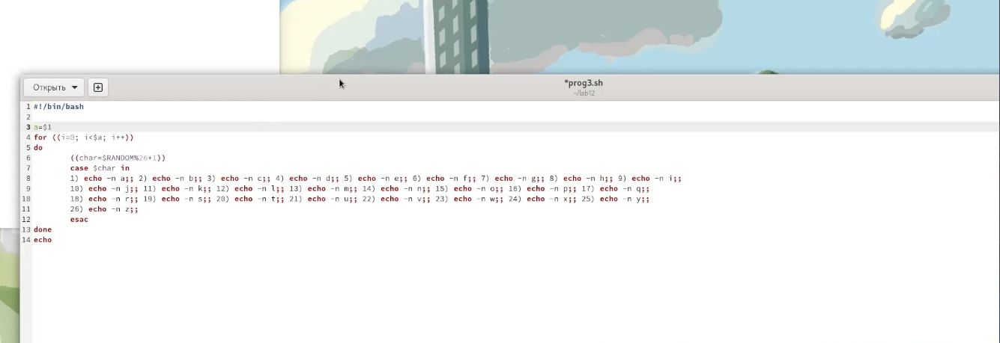 Открыть
*prog3.sh
~/lab12
1 #!/bin/bash
2
3 a=$1
4 for ((i=0; i<$a; i++))
5 do
6 ((char=$RANDOM%26+1))
7 case $char in
8 1) echo -n a;; 2) echo -n b;; 3) echo -n c;; 4) echo -n d;; 5) echo -n e;; 6) echo -n f;; 7) echo -n g;; 8) echo -n h;; 9) echo -n i;;
9 10) echo -n j;; 11) echo -n k;; 12) echo -n l;; 13) echo -n m;; 14) echo -n n;; 15) echo -n o;; 16) echo -n p;; 17) echo -n q;;
10 18) echo -n r;; 19) echo -n s;; 20) echo -n t;; 21) echo -n u;; 22) echo -n v;; 23) echo -n w;; 24) echo -n x;; 25) echo -n y;;
11 26) echo -n z;;
12 esac
13 done
14 echo